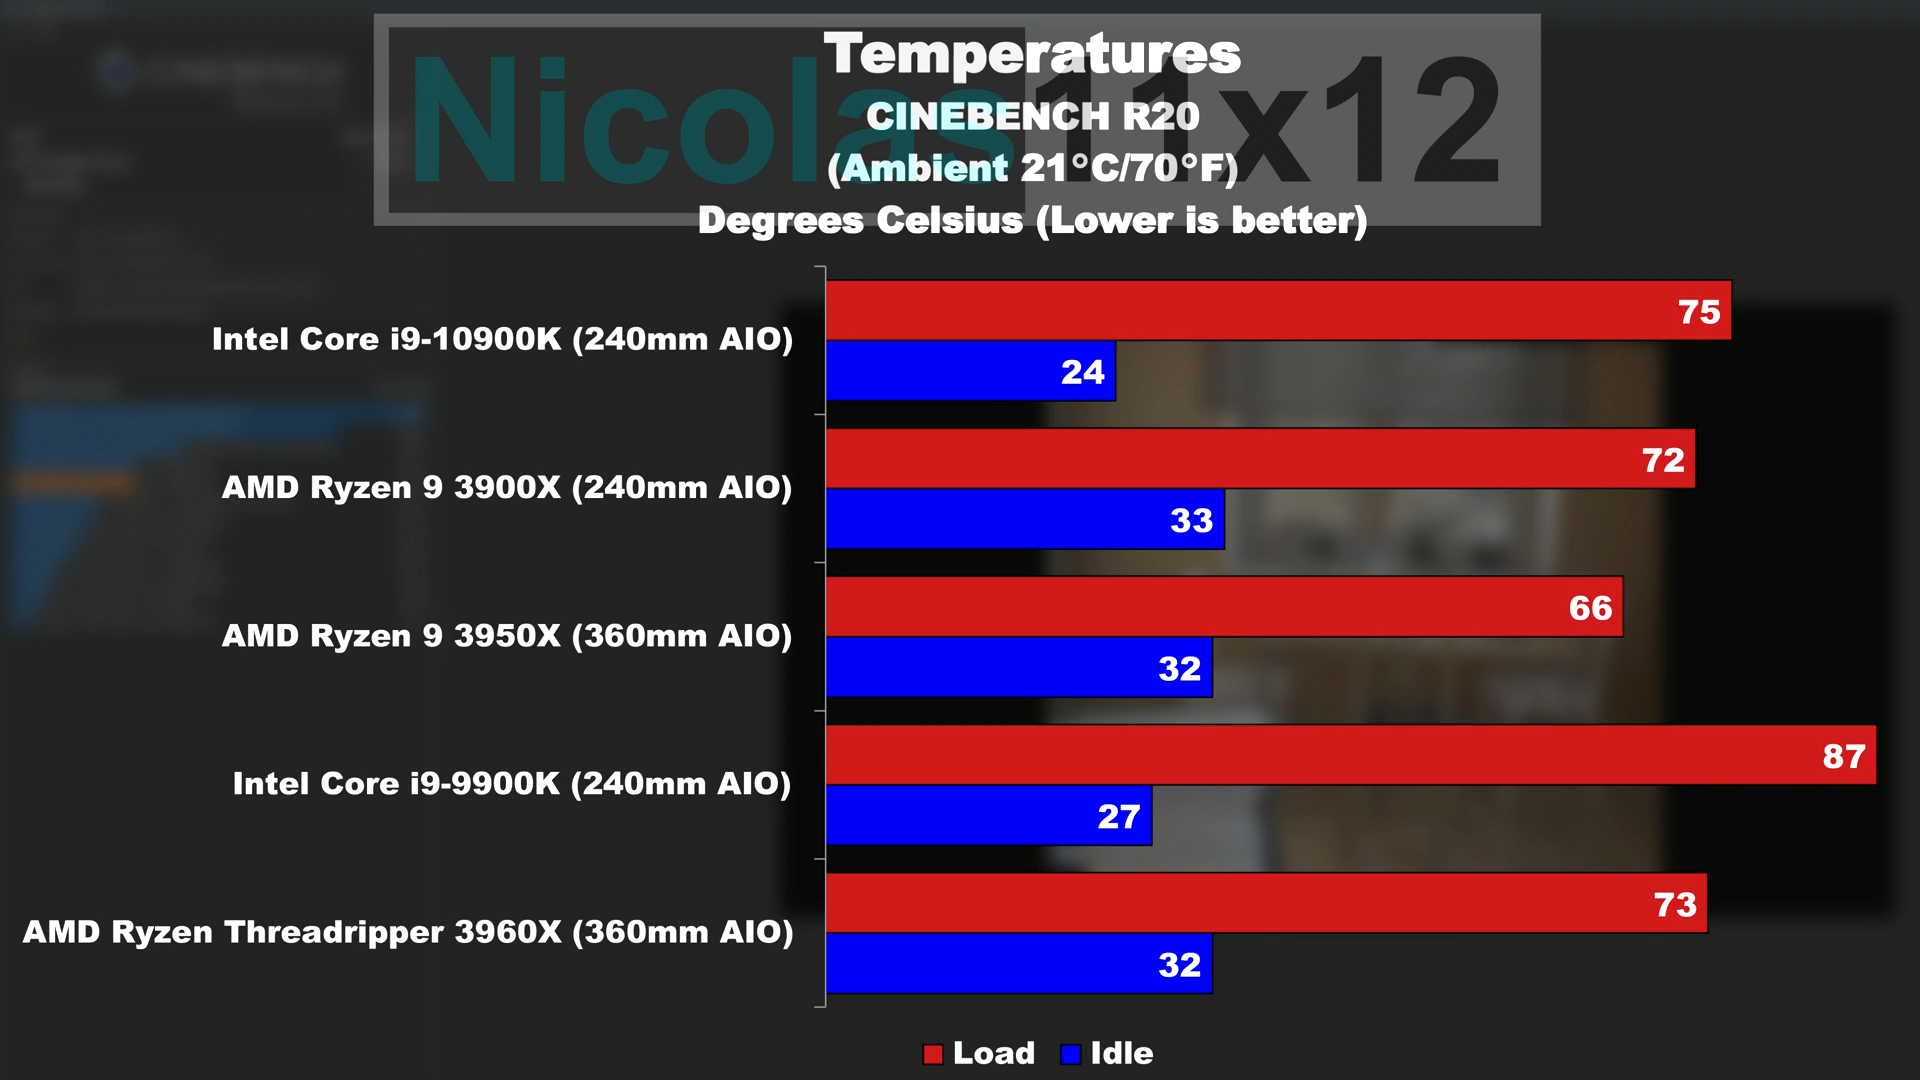 Nicolas11x12
Temperatures
CINEBENCH R20
(Ambient 21°C/70°F)
Degrees Celsius (Lower is better)
Intel Core i9-10900K (240mm AIO)
75
24
AMD Ryzen 9 3900X (240mm AIO)
72
33
AMD Ryzen 9 3950X (360mm AIO)
66
32
Intel Core i9-9900K (240mm AIO)
87
27
AMD Ryzen Threadripper 3960X (360mm AIO)
73
32
Load Idle
CINEBENCH